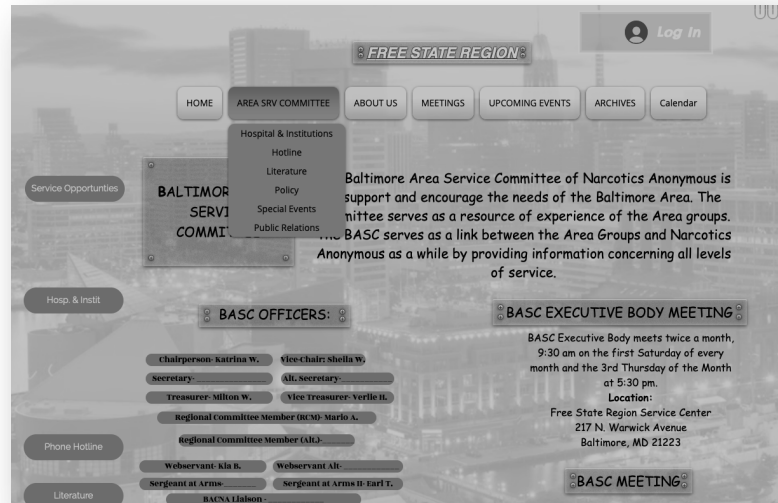 Log In
FREE STATE REGION
HOME
AREA SRV COMMITTEE
ABOUT US
MEETINGS
UPCOMING EVENTS
ARCHIVES
Calendar
Hospital & Institutions
Hotline
Literature
Policy
Special Events
Public Relations
Service Opportunties
Hosp. & Instit
Phone Hotline
Literature
BALTIMOR
SERVI
COMMIT
Baltimore Area Service Committee of Narcotics Anonymous is
support and encourage the needs of the Baltimore Area. The
mittee serves as a resource of experience of the Area groups.
The BASC serves as a link between the Area Groups and Narcotics
Anonymous as a while by providing information concerning all levels
of service.
BASC OFFICERS:
Chairperson- Katrina W.
Vice-Chair: Sheila W.
Secretary-______________
Alt. Secretary-__________
Treasurer- Milton W.
Vice Treasurer- Verlie H.
Regional Committee Member (RCM)- Mario A.
Regional Committee Member (Alt.)-______
Webservant- Kia B.
Webservant Alt-___________
Sergeant at Arms-______
Sergeant at Arms II- Earl T.
BACNA Liaison -______________
BASC EXECUTIVE BODY MEETING
BASC Executive Body meets twice a month,
9:30 am on the first Saturday of every
month and the 3rd Thursday of the Month
at 5:30 pm.
Location:
Free State Region Service Center
217 N. Warwick Avenue
Baltimore, MD 21223
BASC MEETING